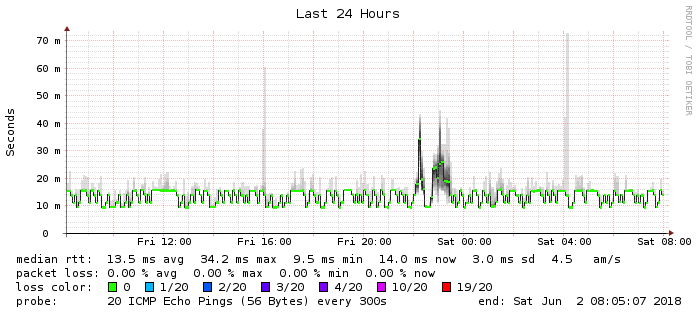 Last 24 Hours
RRDTOOL / TOBI OETIKER
Seconds
70 m
60 m
50 m
40 m
30 m
20 m
10 m
0
Fri 12:00 Fri 16:00 Fri 20:00 Sat 00:00 Sat 04:00 Sat 08:00
median rtt: 13.5 ms avg 34.2 ms max 9.5 ms min 14.0 ms now 3.0 ms sd 4.5 am/s
packet loss: 0.00 % avg 0.00 % max 0.00 % min 0.00 % now
loss color: 0 1/20 2/20 3/20 4/20 10/20 19/20
probe: 20 ICMP Echo Pings (56 Bytes) every 300s end: Sat Jun 2 08:05:07 2018